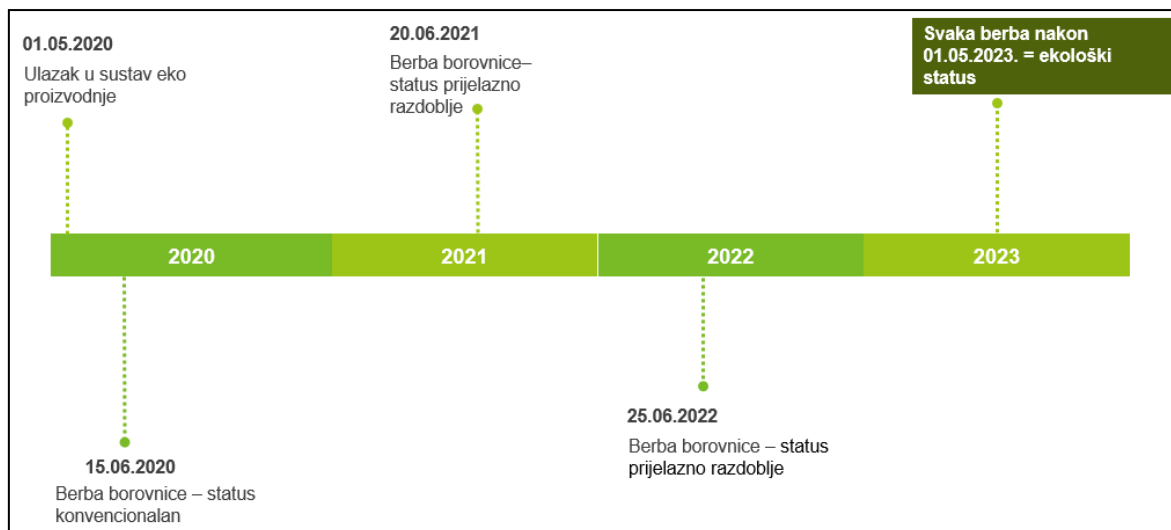 01.05.2020
Ulazak u sustav eko
proizvodnje
20.06.2021
Berba borovnice–
status prijelazno
razdoblje
Svaka berba nakon
01.05.2023. = ekološki
status
2020
2021
2022
2023
15.06.2020
Berba borovnice – status
konvencionalan
25.06.2022
Berba borovnice – status
prijelazno razdoblje